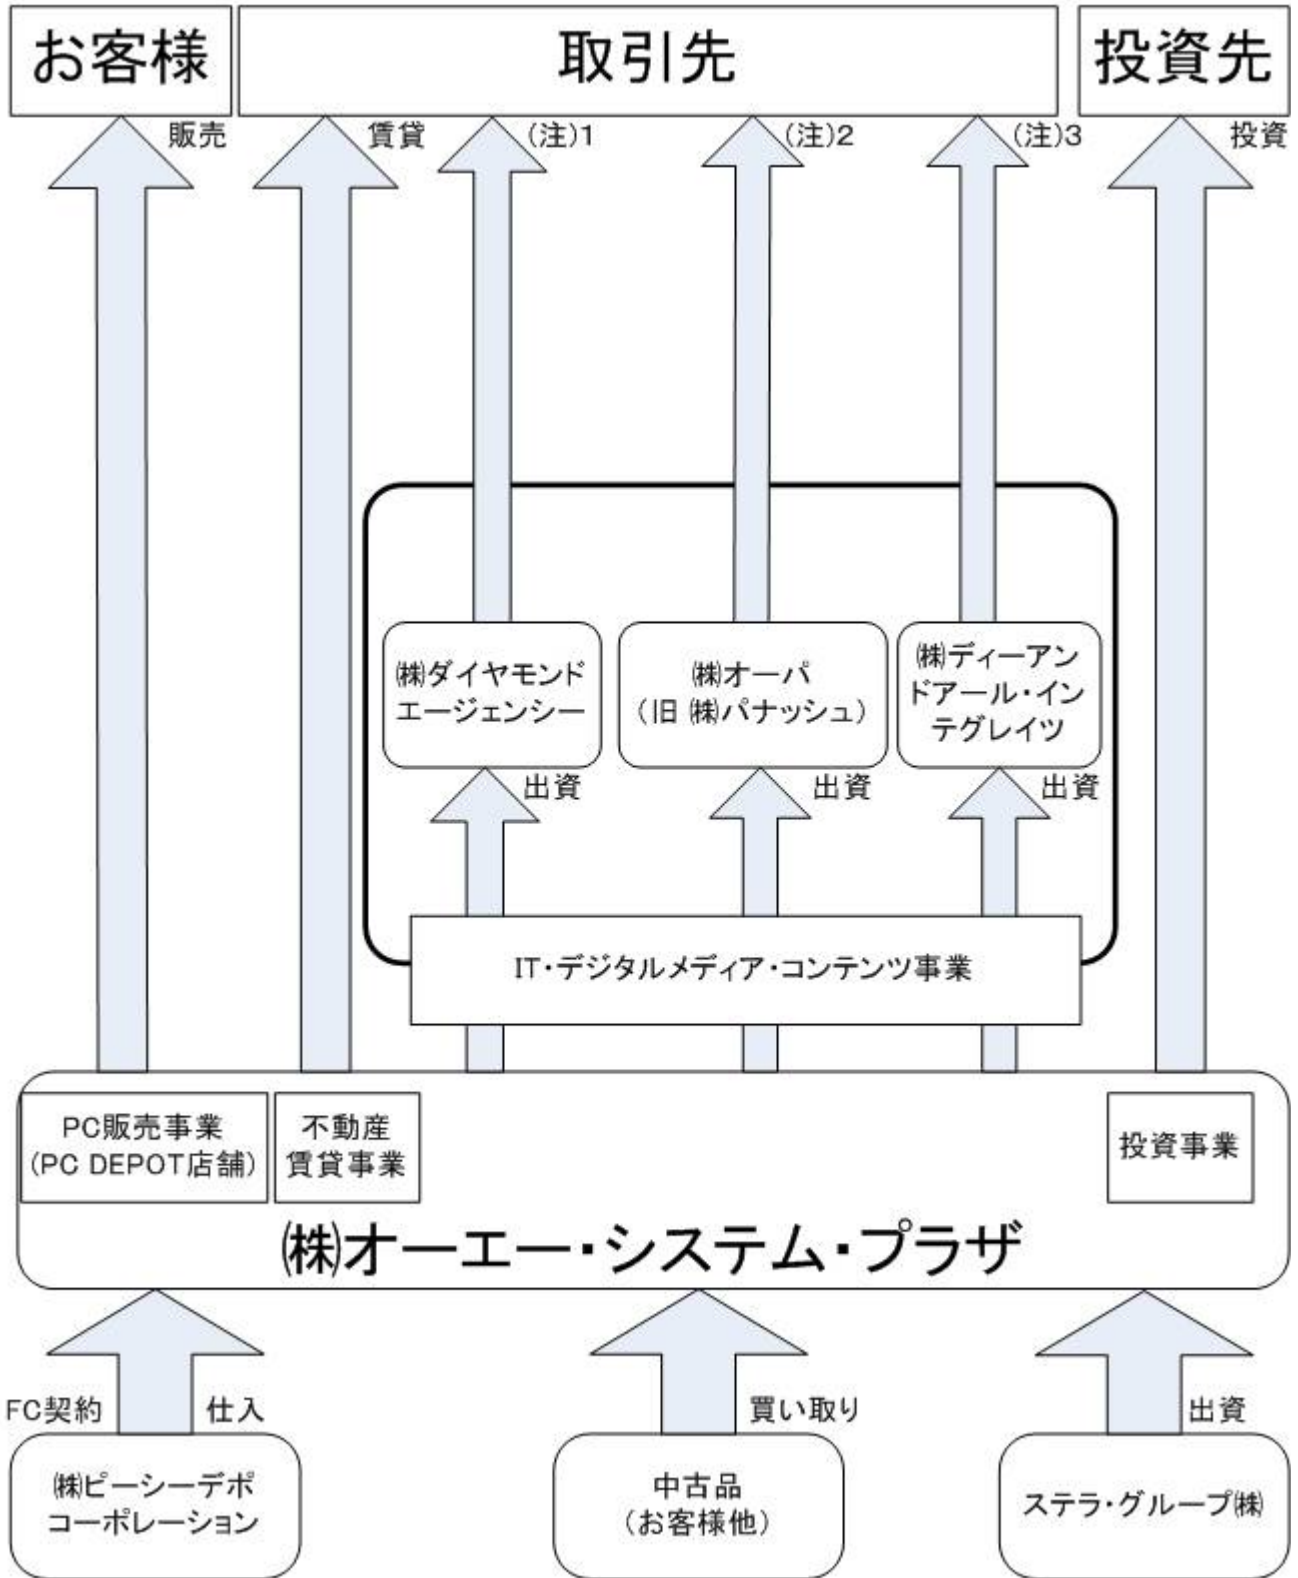 お客様
取引先
投資先
販売
賃貸
(注)1
(注)2
(注)3
投資
㈱ダイヤモンド
エージェンシー
㈱オーパ
(旧 ㈱パナッシュ)
㈱ディーアン
ドアール・イン
テグレイツ
出資
出資
出資
IT・デジタルメディア・コンテンツ事業
PC販売事業
(PC DEPOT店舗)
不動産
賃貸事業
投資事業
㈱オーエー・システム・プラザ
FC契約
仕入
買い取り
出資
㈱ピーシーデポ
コーポレーション
中古品
(お客様他)
ステラ・グループ㈱